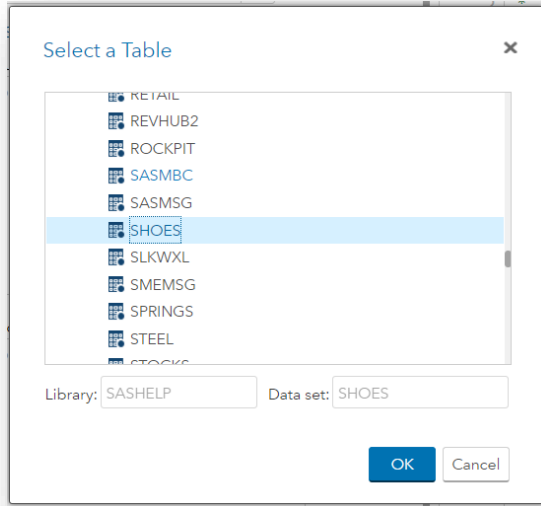 Select a Table
RETAIL
REVHUB2
ROCKPIT
SASMBC
SASMSG
SHOES
SLKWXL
SMEMSG
SPRINGS
STEEL
STOCKS
Library: SASHELP Data set: SHOES
OK Cancel